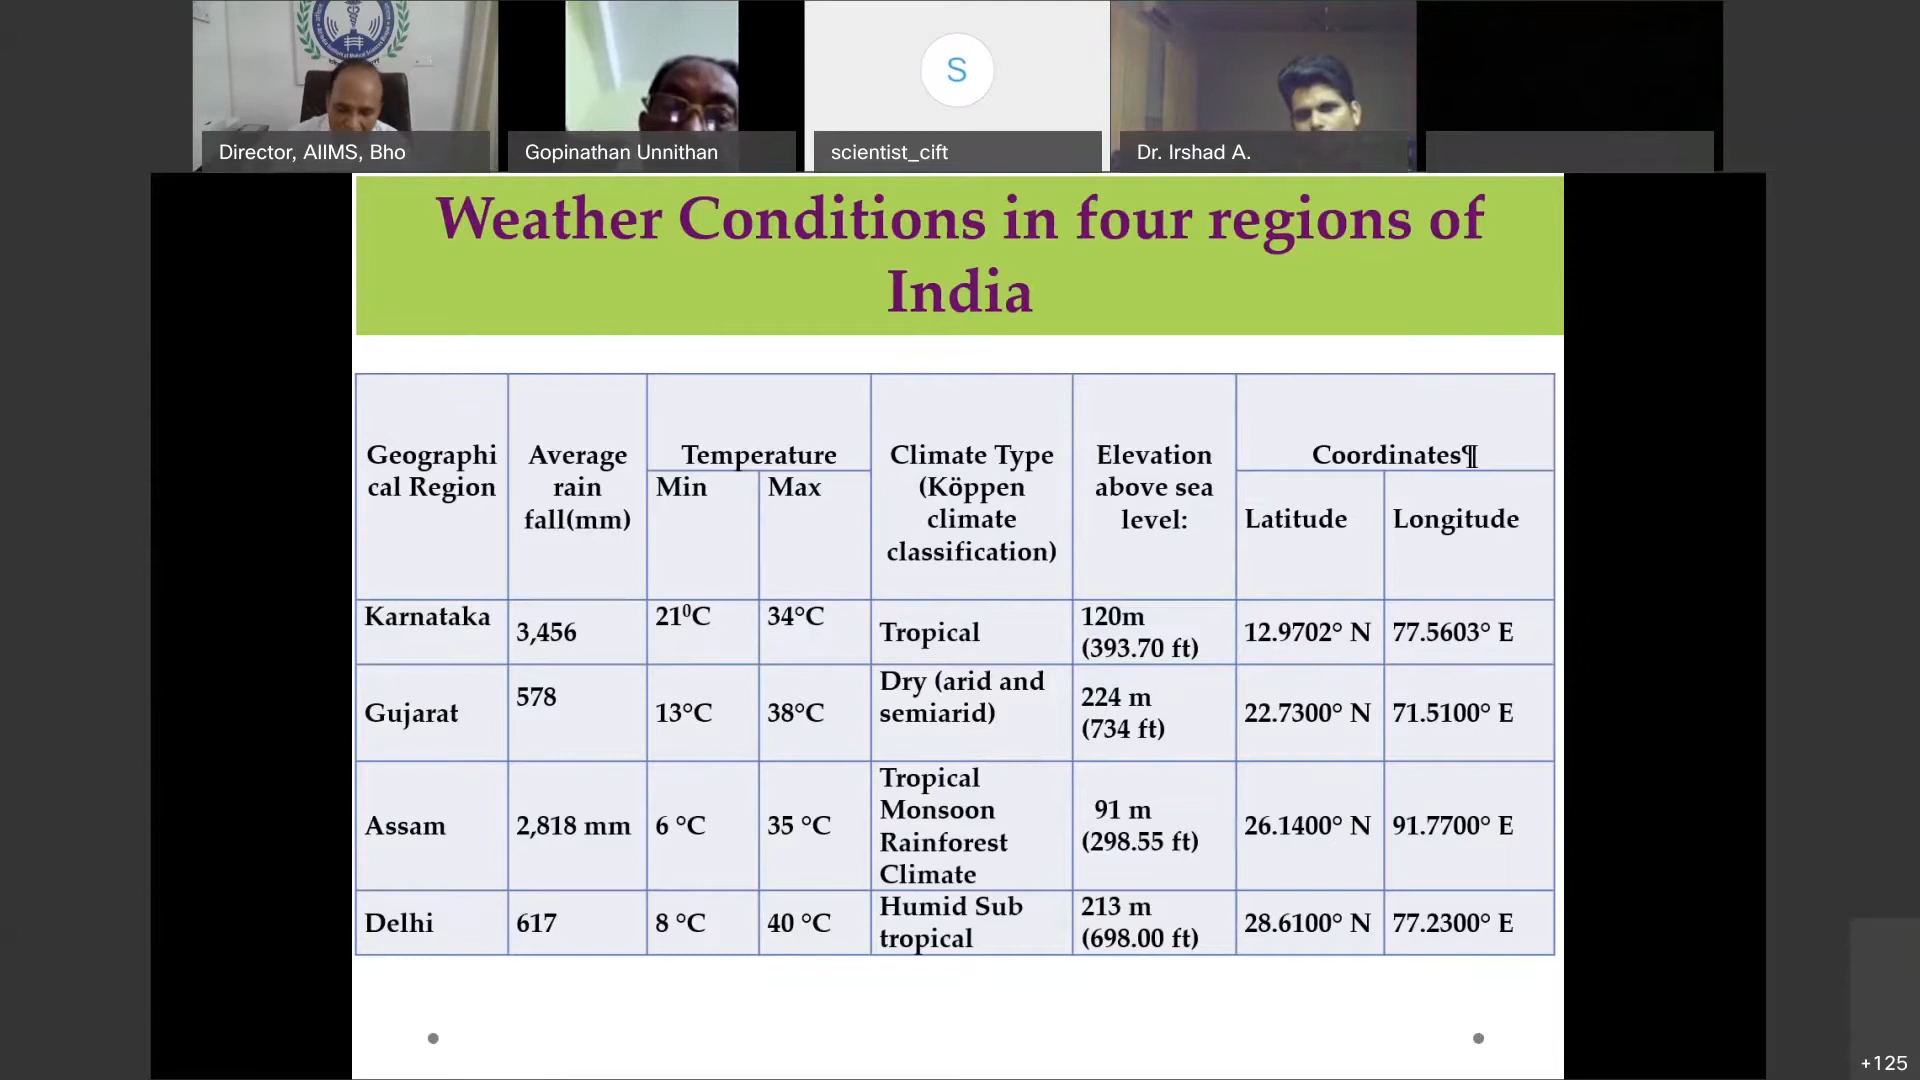 S
Director, AIIMS, Bho
Gopinathan Unnithan
scientist_cift
Dr. Irshad A.
Weather Conditions in four regions of
India
Geographi
cal Region
Average
rain
fall(mm)
Temperature
Min
Max
Climate Type
(Köppen
climate
classification)
Elevation
above sea
level:
Coordinates¶
Latitude
Longitude
Karnataka
3,456
21⁰C
34°C
Tropical
120m
(393.70 ft)
12.9702° N
77.5603° E
Gujarat
578
13°C
38°C
Dry (arid and
semiarid)
224 m
(734 ft)
22.7300° N
71.5100° E
Assam
2,818 mm
6 °C
35 °C
Tropical
Monsoon
Rainforest
Climate
91 m
(298.55 ft)
26.1400° N
91.7700° E
Delhi
617
8 °C
40 °C
Humid Sub
tropical
213 m
(698.00 ft)
28.6100° N
77.2300° E
+125